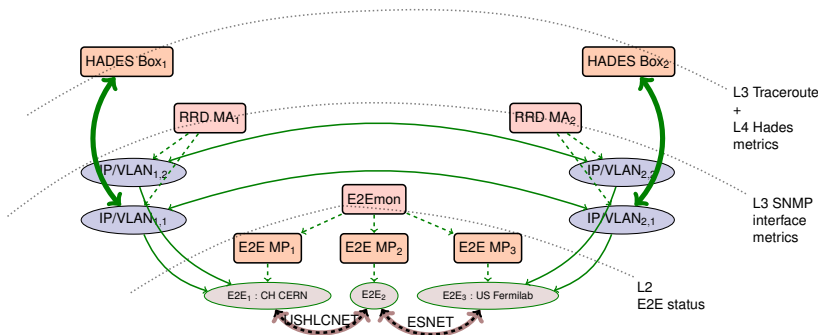 HADES Box1
HADES Box2
L3 Traceroute
+
L4 Hades
metrics
RRD MA1
RRD MA2
IP/VLAN1,2
IP/VLAN2,2
E2Emon
IP/VLAN1,1
IP/VLAN2,1
L3 SNMP
interface
metrics
E2E MP1
E2E MP2
E2E MP3
E2E1 : CH CERN
E2E2
E2E3 : US Fermilab
L2
E2E status
USHLCNET
ESNET